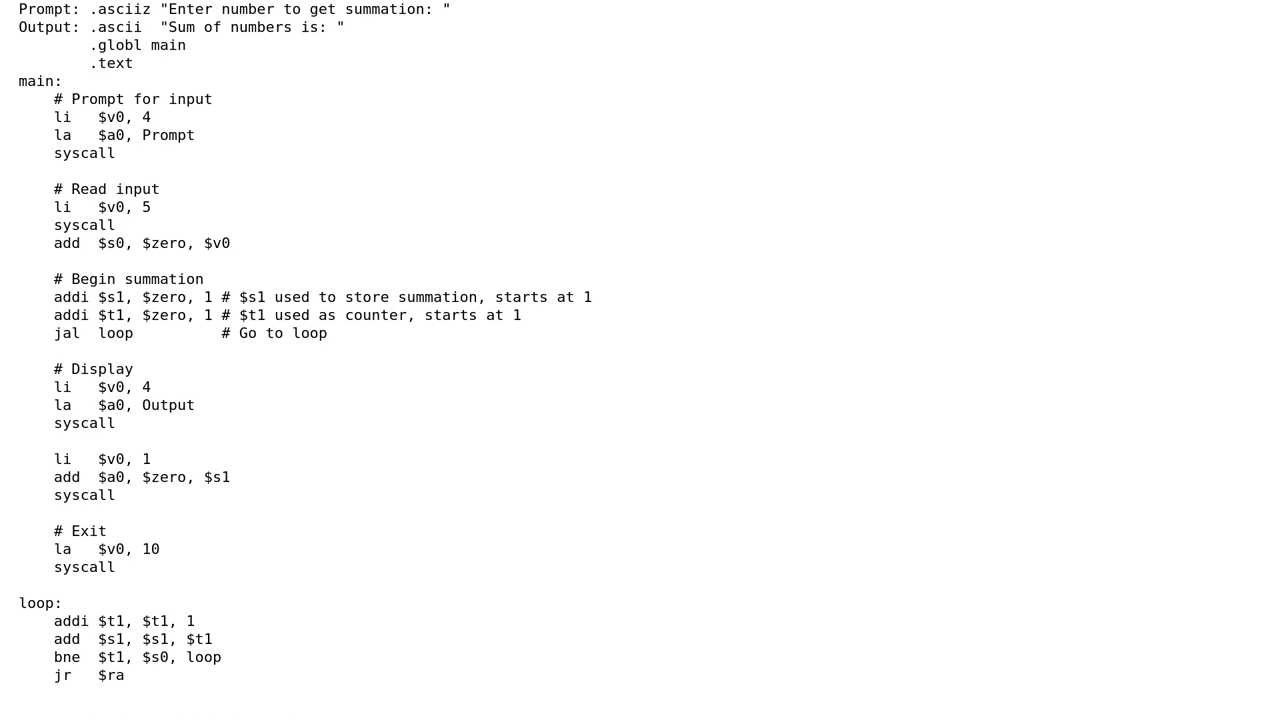 Prompt: .asciiz "Enter number to get summation: "
Output: .ascii  "Sum of numbers is: "
        .globl main
        .text
main:
    # Prompt for input
    li   $v0, 4
    la   $a0, Prompt
    syscall

    # Read input
    li   $v0, 5
    syscall
    add  $s0, $zero, $v0

    # Begin summation
    addi $s1, $zero, 1 # $s1 used to store summation, starts at 1
    addi $t1, $zero, 1 # $t1 used as counter, starts at 1
    jal  loop          # Go to loop

    # Display
    li   $v0, 4
    la   $a0, Output
    syscall

    li   $v0, 1
    add  $a0, $zero, $s1
    syscall

    # Exit
    la   $v0, 10
    syscall

loop:
    addi $t1, $t1, 1
    add  $s1, $s1, $t1
    bne  $t1, $s0, loop
    jr   $ra